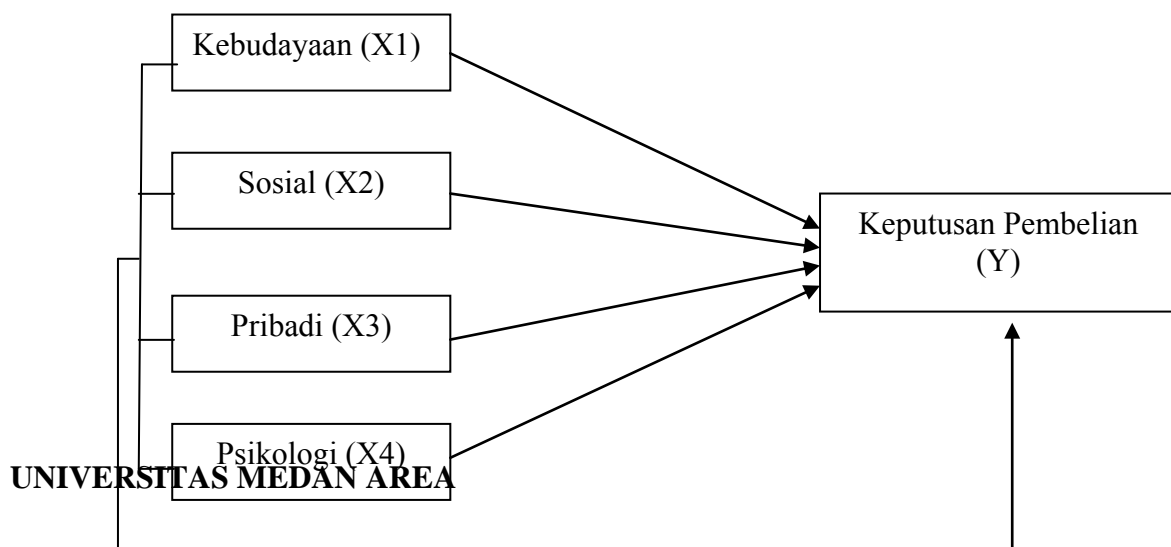 Kebudayaan (X1)
Sosial (X2)
Keputusan Pembelian
(Y)
Pribadi (X3)
Psikologi (X4)
UNIVERSITAS MEDAN AREA